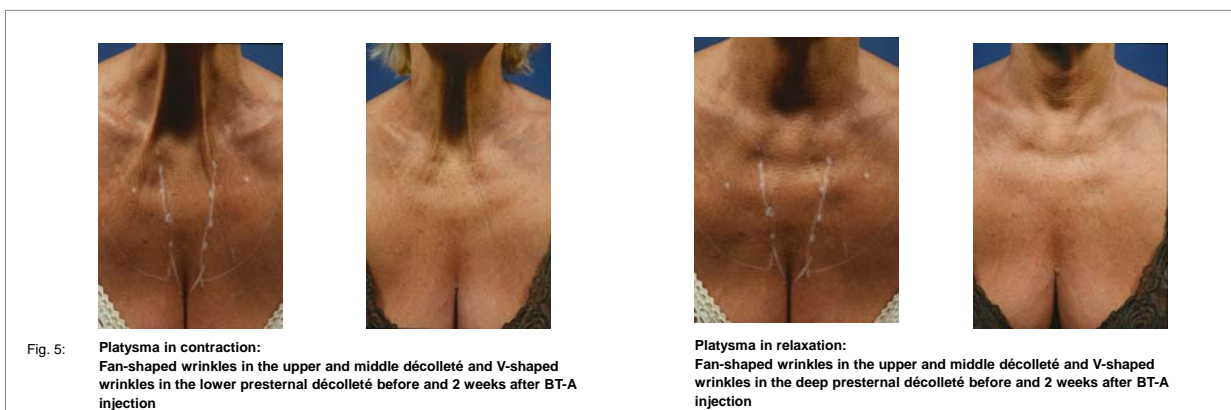 Fig. 5:
Platysma in contraction:
Fan-shaped wrinkles in the upper and middle décolleté and V-shaped
wrinkles in the lower presternal décolleté before and 2 weeks after BT-A
injection
Platysma in relaxation:
Fan-shaped wrinkles in the upper and middle décolleté and V-shaped
wrinkles in the deep presternal décolleté before and 2 weeks after BT-A
injection